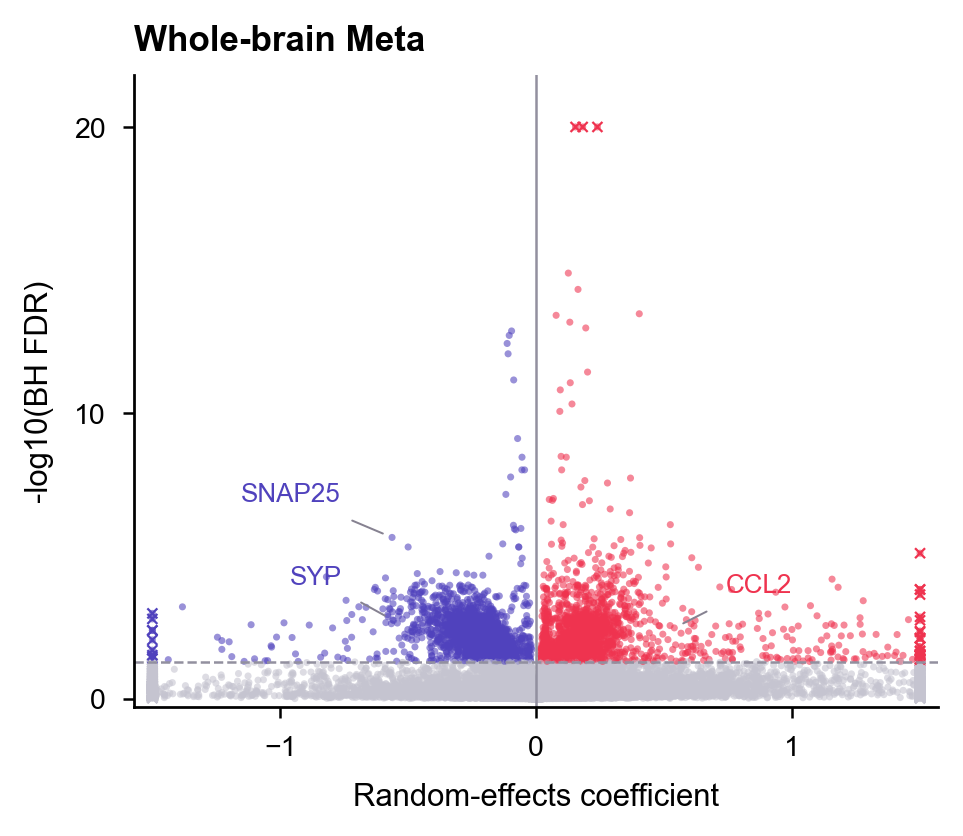 Whole-brain Meta
20
10
0
-log10(BH FDR)
SNAP25
SYP
CCL2
−1
0
1
Random-effects coefficient